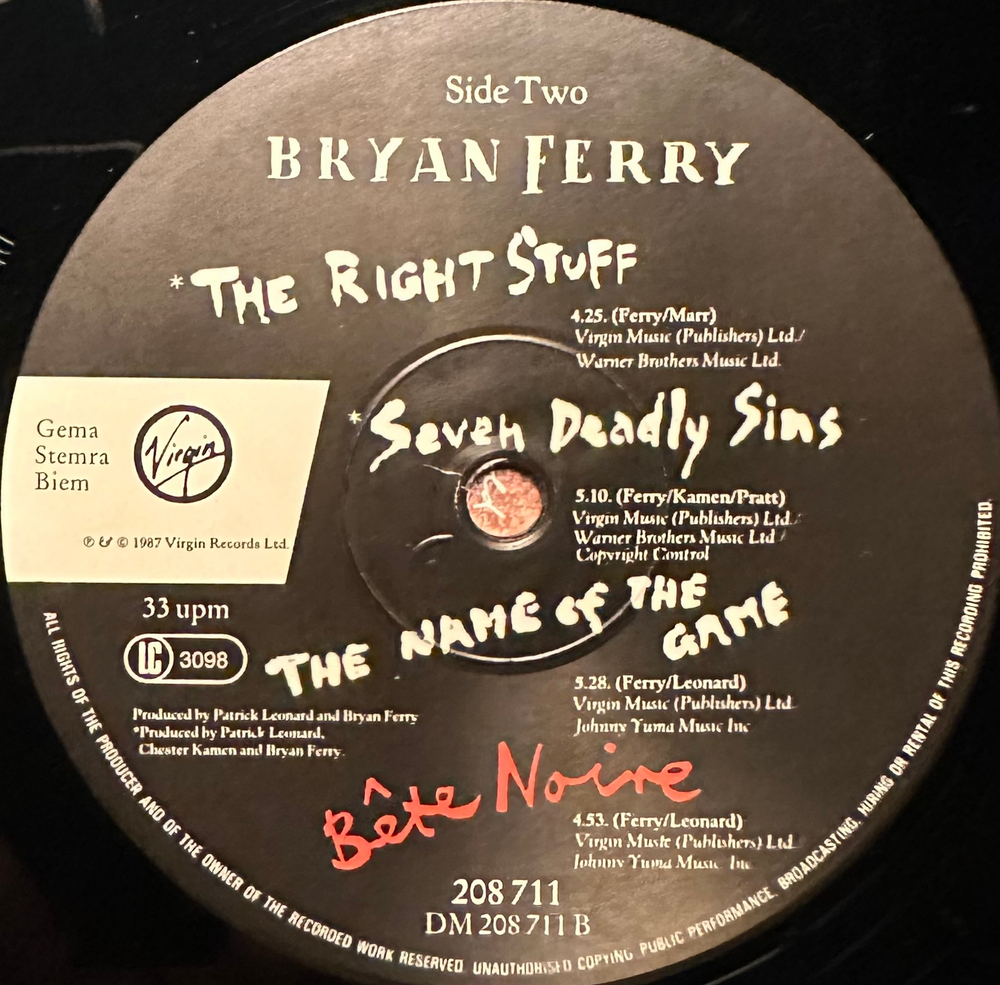 Side Two
BRYAN FERRY
*THE RIGHT STUFF
4.25. (Ferry/Marr)
Virgin Music (Publishers) Ltd./
Warner Brothers Music Ltd.
*Seven Deadly Sins
5.10. (Ferry/Kamen/Pratt)
Virgin Music (Publishers) Ltd./
Warner Brothers Music Ltd/
Copyright Control
Gema
Stemra
Biem
Virgin
℗ & © 1987 Virgin Records Ltd.
THE NAME OF THE
GAME
5.28. (Ferry/Leonard)
Virgin Music (Publishers) Ltd.
Johnny Yuma Music Inc
33 upm
LC 3098
Produced by Patrick Leonard and Bryan Ferry
*Produced by Patrick Leonard,
Chester Kamen and Bryan Ferry.
Bête Noire
4.53. (Ferry/Leonard)
Virgin Music (Publishers) Ltd.
Johnny Yuma Music Inc
208 711
DM 208 711 B
ALL RIGHTS OF THE PRODUCER AND OF THE OWNER OF THE RECORDED WORK RESERVED. UNAUTHORISED COPYING, PUBLIC PERFORMANCE, BROADCASTING, HIRING OR RENTAL OF THIS RECORDING PROHIBITED.